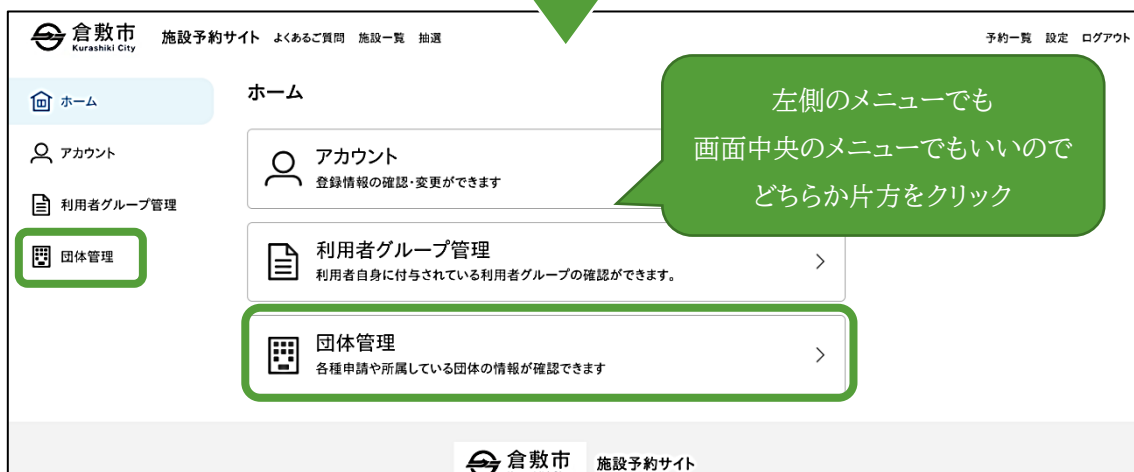 倉敷市
Kurashiki City
施設予約サイト よくあるご質問 施設一覧 抽選
予約一覧 設定 ログアウト
ホーム
アカウント
利用者グループ管理
団体管理
ホーム
アカウント
登録情報の確認・変更ができます
利用者グループ管理
利用者自身に付与されている利用者グループの確認ができます。
団体管理
各種申請や所属している団体の情報が確認できます
左側のメニューでも
画面中央のメニューでもいいので
どちらか片方をクリック
倉敷市
施設予約サイト